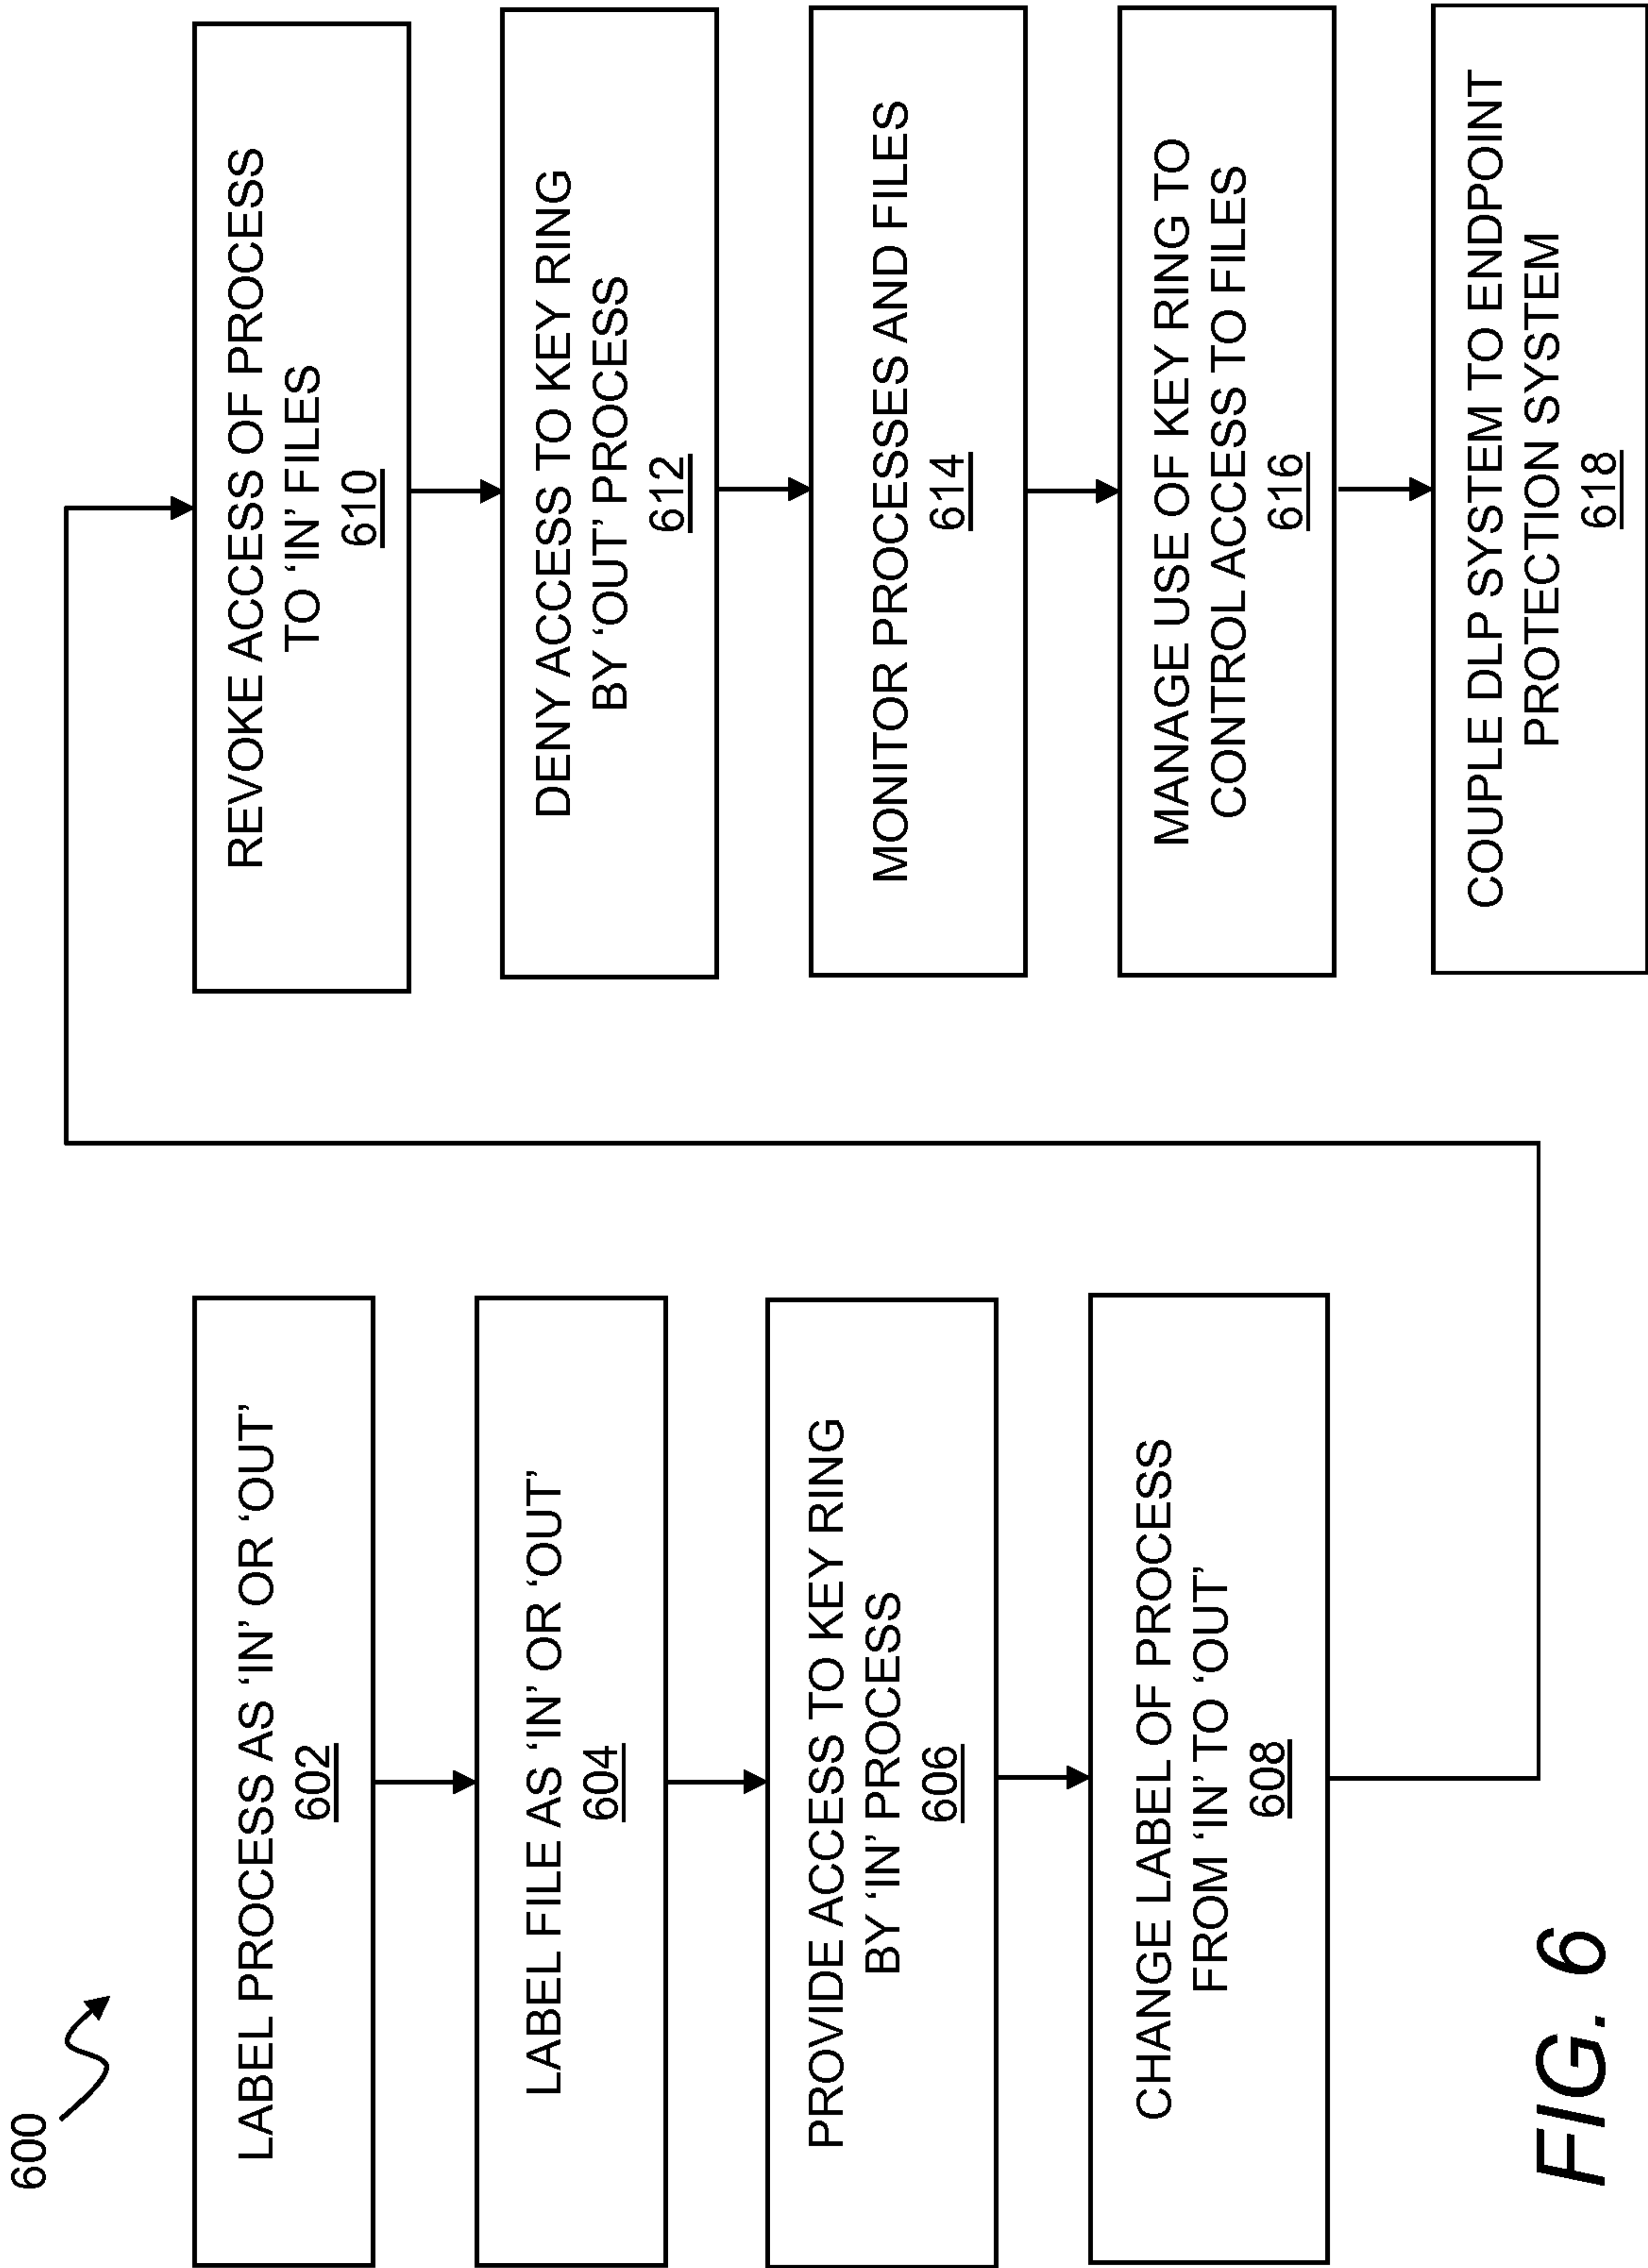 600
LABEL PROCESS AS ‘IN’ OR ‘OUT’
602
LABEL FILE AS ‘IN’ OR ‘OUT’
604
PROVIDE ACCESS TO KEY RING
BY ‘IN’ PROCESS
606
CHANGE LABEL OF PROCESS
FROM ‘IN’ TO ‘OUT’
608
REVOKE ACCESS OF PROCESS
TO ‘IN’ FILES
610
DENY ACCESS TO KEY RING
BY ‘OUT’ PROCESS
612
MONITOR PROCESSES AND FILES
614
MANAGE USE OF KEY RING TO
CONTROL ACCESS TO FILES
616
COUPLE DLP SYSTEM TO ENDPOINT
PROTECTION SYSTEM
618
FIG. 6